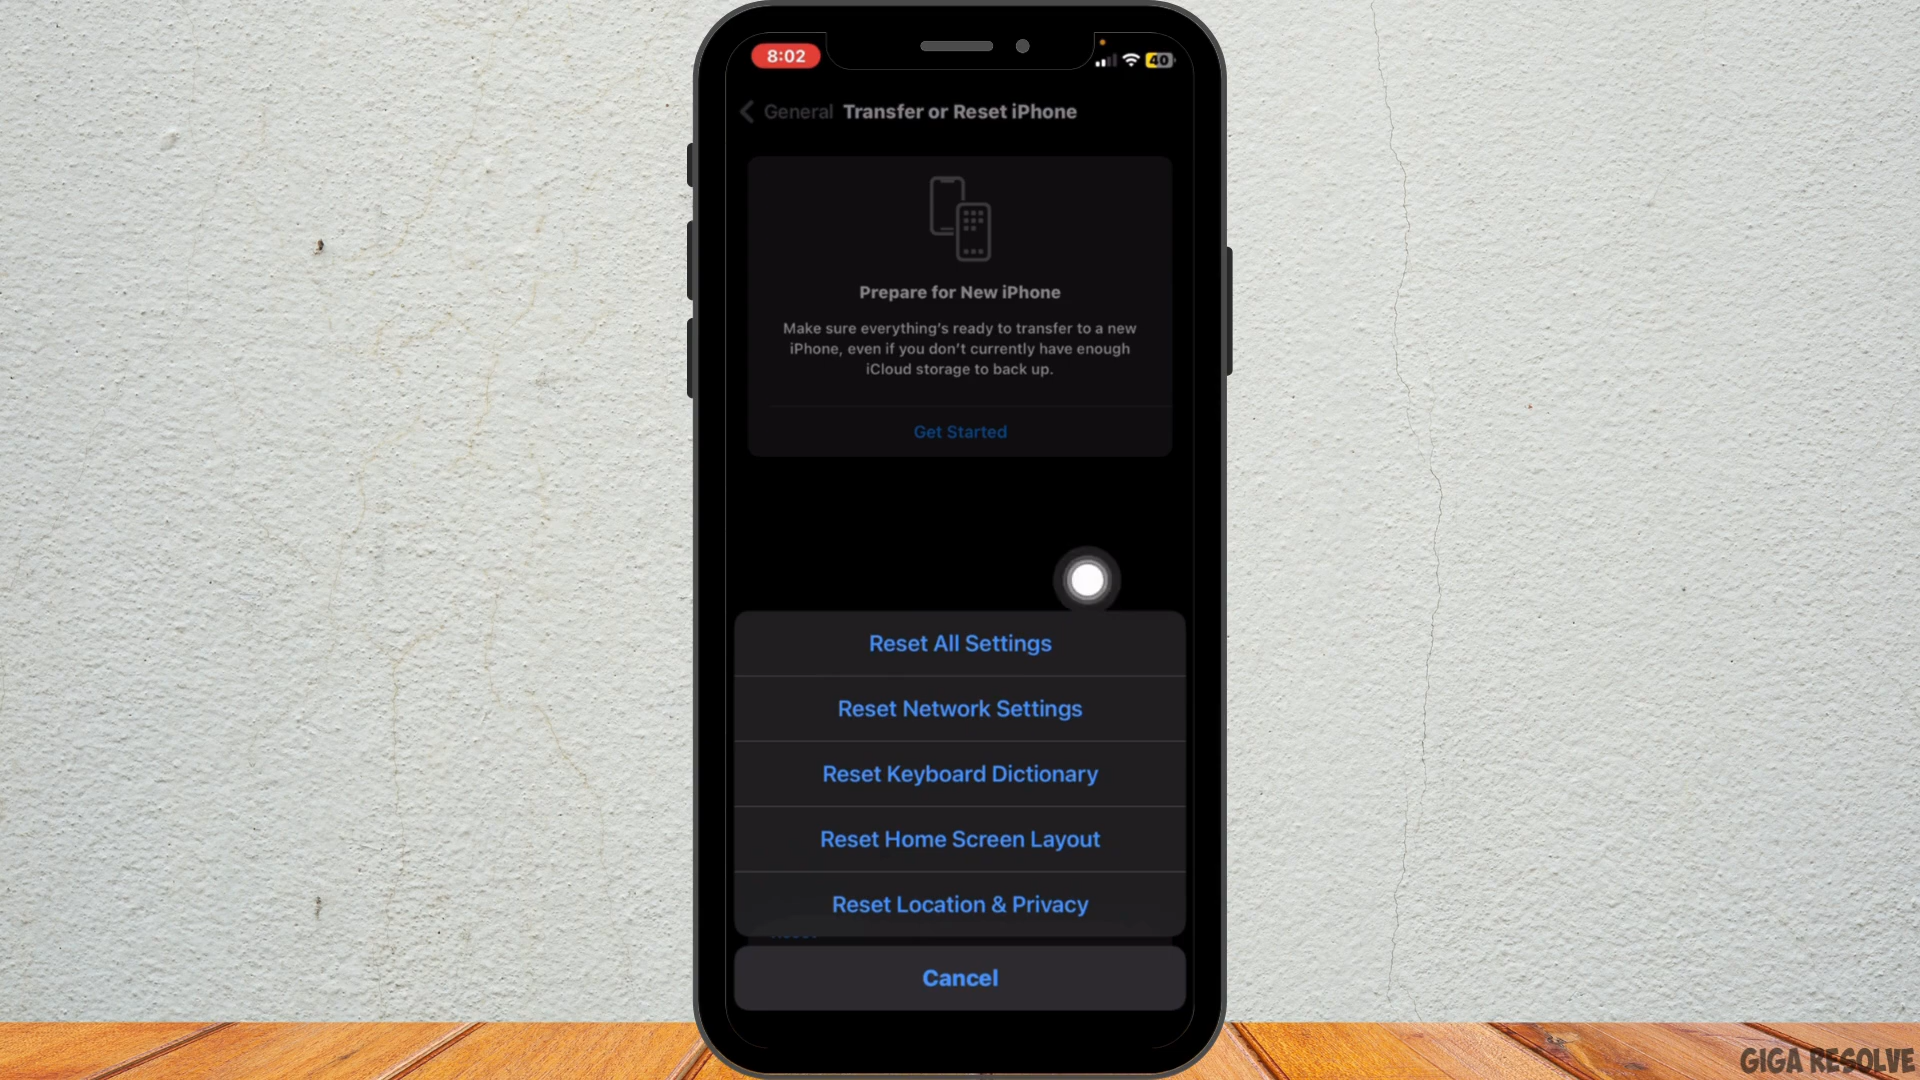 8:02
40
General Transfer or Reset iPhone
Prepare for New iPhone
Make sure everything's ready to transfer to a new
iPhone, even if you don't currently have enough
iCloud storage to back up.
Get Started
Reset All Settings
Reset Network Settings
Reset Keyboard Dictionary
Reset Home Screen Layout
Reset Location & Privacy
Cancel
GIGA RESOLVE